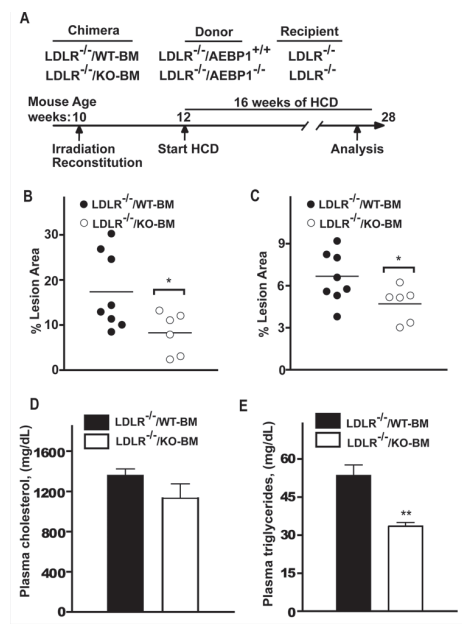 A
Chimera Donor Recipient
LDLR-/-/WT-BM LDLR-/-/AEBP1+/+ LDLR-/-
LDLR-/-/KO-BM LDLR-/-/AEBP1-/- LDLR-/-
Mouse Age 16 weeks of HCD
weeks: 10 12 28
Irradiation Start HCD Analysis
Reconstitution
B
LDLR-/-/WT-BM
LDLR-/-/KO-BM
% Lesion Area
30
20
10
0
*
C
LDLR-/-/WT-BM
LDLR-/-/KO-BM
% Lesion Area
9
6
3
0
*
D
LDLR-/-/WT-BM
LDLR-/-/KO-BM
Plasma cholesterol, (mg/dL)
1600
1200
800
400
0
E
LDLR-/-/WT-BM
LDLR-/-/KO-BM
Plasma triglycerides, (mg/dL)
60
45
30
15
0
**